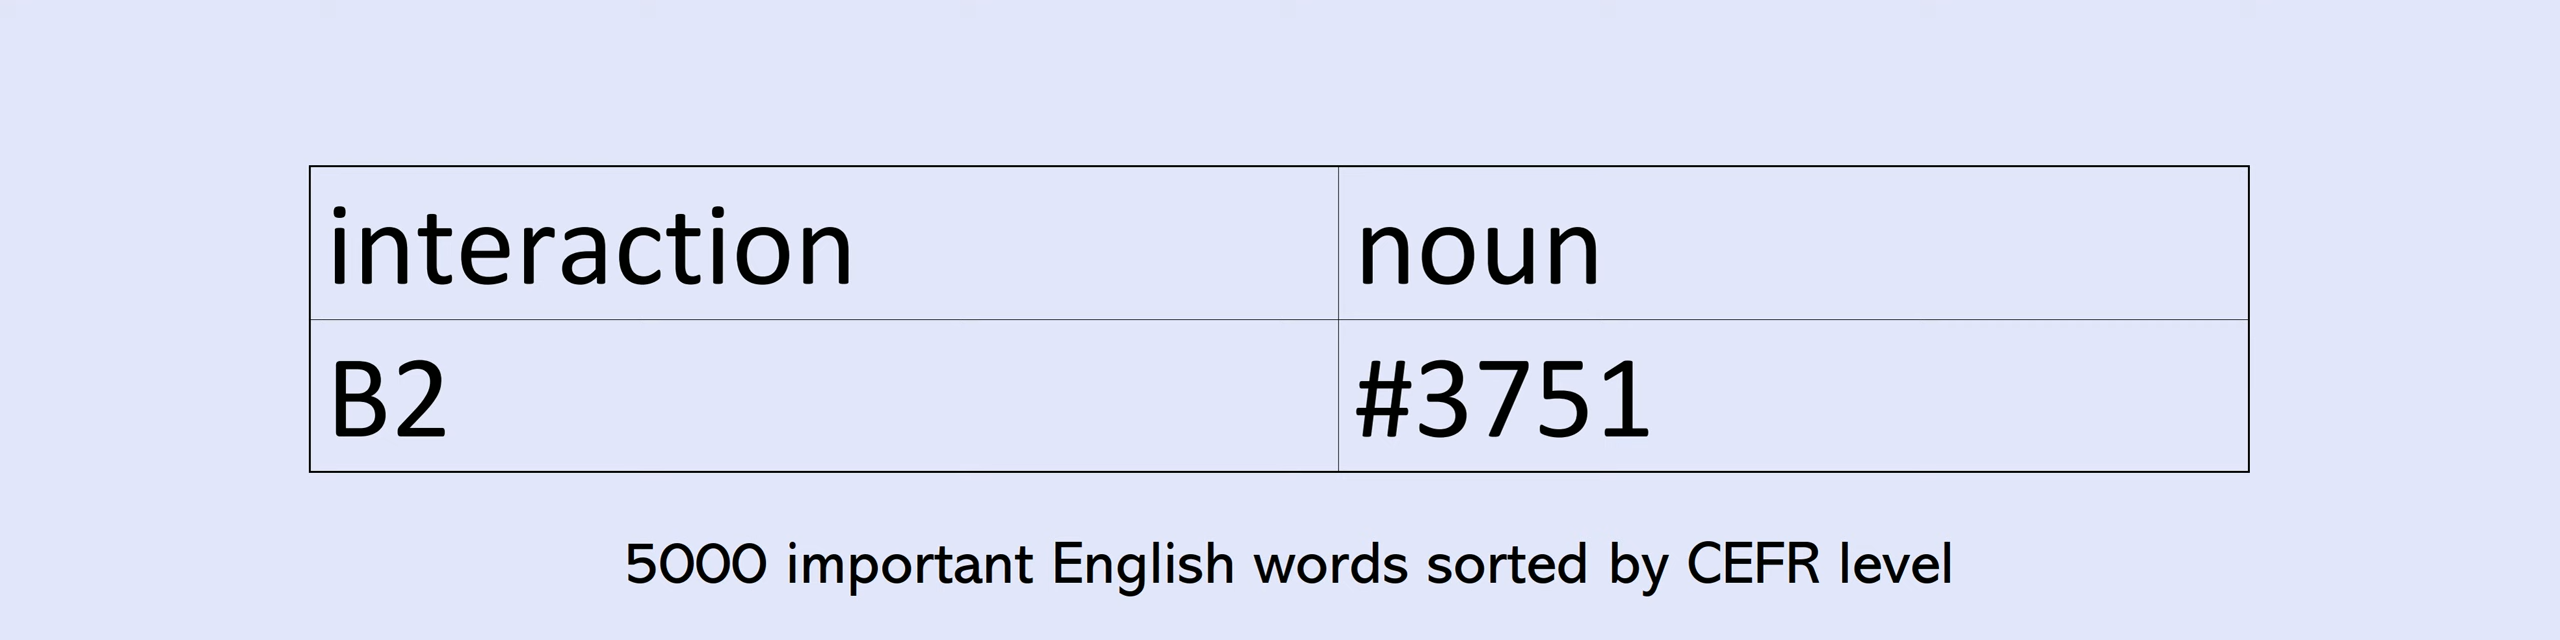 interaction noun
B2 #3751
5000 important English words sorted by CEFR level